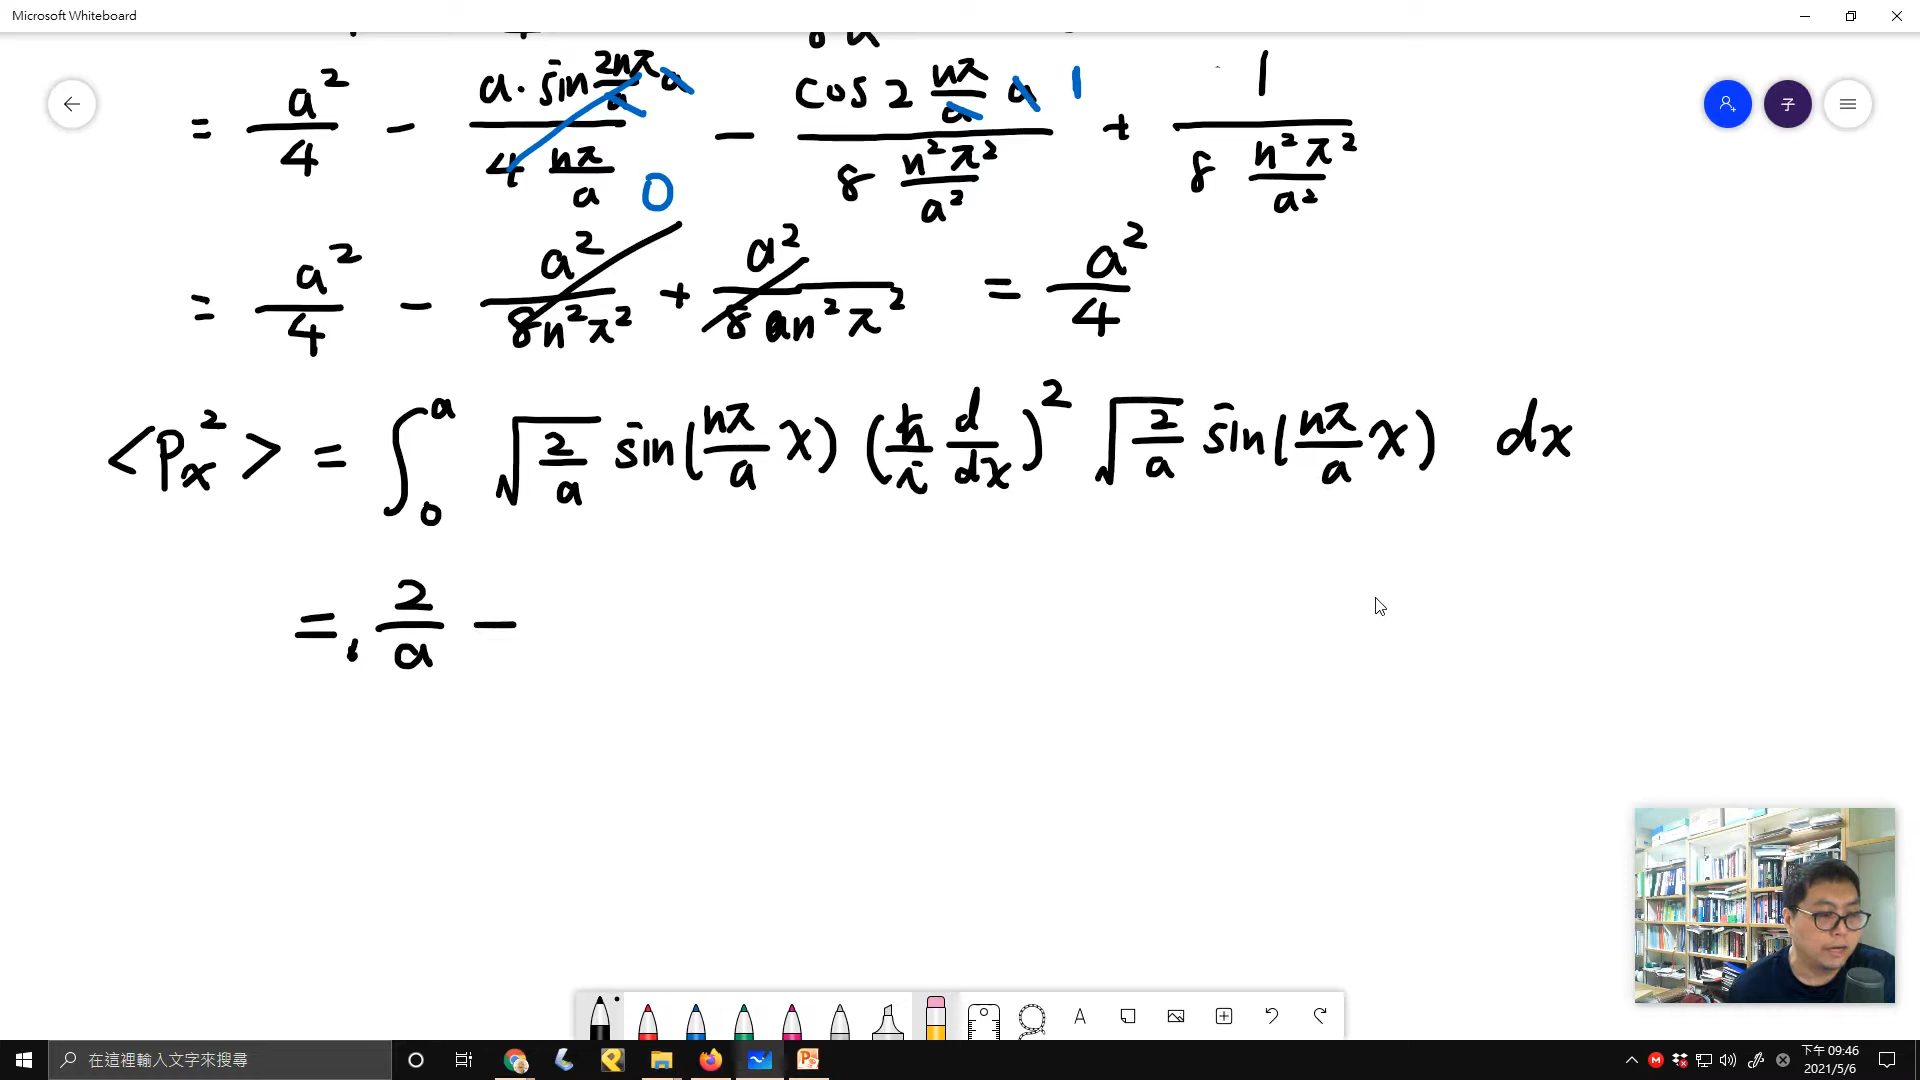 Microsoft Whiteboard
= a²/4 - a·sin (2nπ/a) a / 4 (nπ/a) 0 - cos 2 (nπ/a) a 1 / 8 (n²π²/a²) + 1 / 8 (n²π²/a²)
子
= a²/4 - a²/8n²π² + a²/8an²π² = a²/4
<Pₓ²> = ∫₀ᵃ √(2/a) sin(nπ/a x) (ħ/i d/dx)² √(2/a) sin(nπ/a x) dx
= . 2/a -
A
在這裡輸入文字來搜尋
下午 09:46
2021/5/6